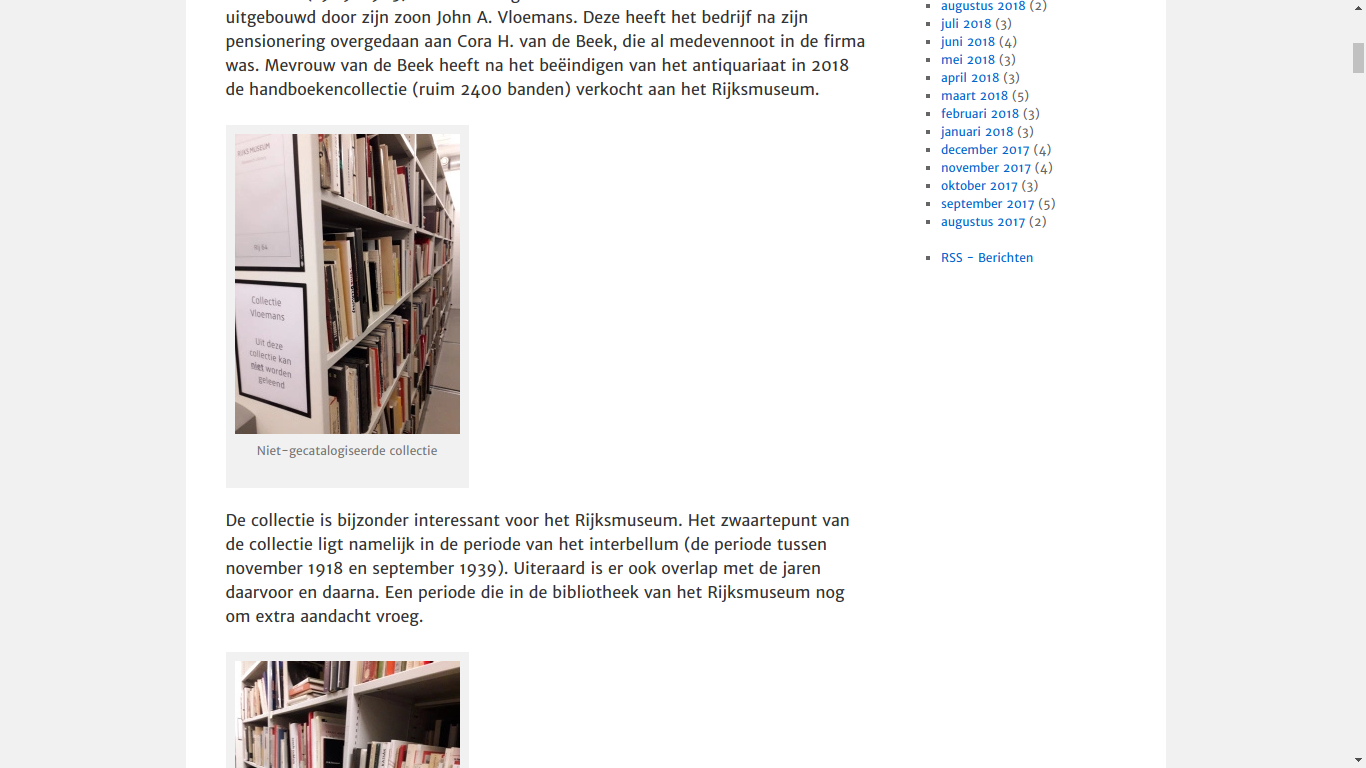 uitgebouwd door zijn zoon John A. Vloemans. Deze heeft het bedrijf na zijn
pensionering overgedaan aan Cora H. van de Beek, die al medevennoot in de firma
was. Mevrouw van de Beek heeft na het beëindigen van het antiquariaat in 2018
de handboekencollectie (ruim 2400 banden) verkocht aan het Rijksmuseum.
RIJKS MUSEUM
Collectie
Vloemans
Uit deze
collectie kan
niet worden
geleend
Niet-gecatalogiseerde collectie
De collectie is bijzonder interessant voor het Rijksmuseum. Het zwaartepunt van
de collectie ligt namelijk in de periode van het interbellum (de periode tussen
november 1918 en september 1939). Uiteraard is er ook overlap met de jaren
daarvoor en daarna. Een periode die in de bibliotheek van het Rijksmuseum nog
om extra aandacht vroeg.
augustus 2018 (2)
juli 2018 (3)
juni 2018 (4)
mei 2018 (3)
april 2018 (3)
maart 2018 (5)
februari 2018 (3)
januari 2018 (3)
december 2017 (4)
november 2017 (4)
oktober 2017 (3)
september 2017 (5)
augustus 2017 (2)
RSS - Berichten